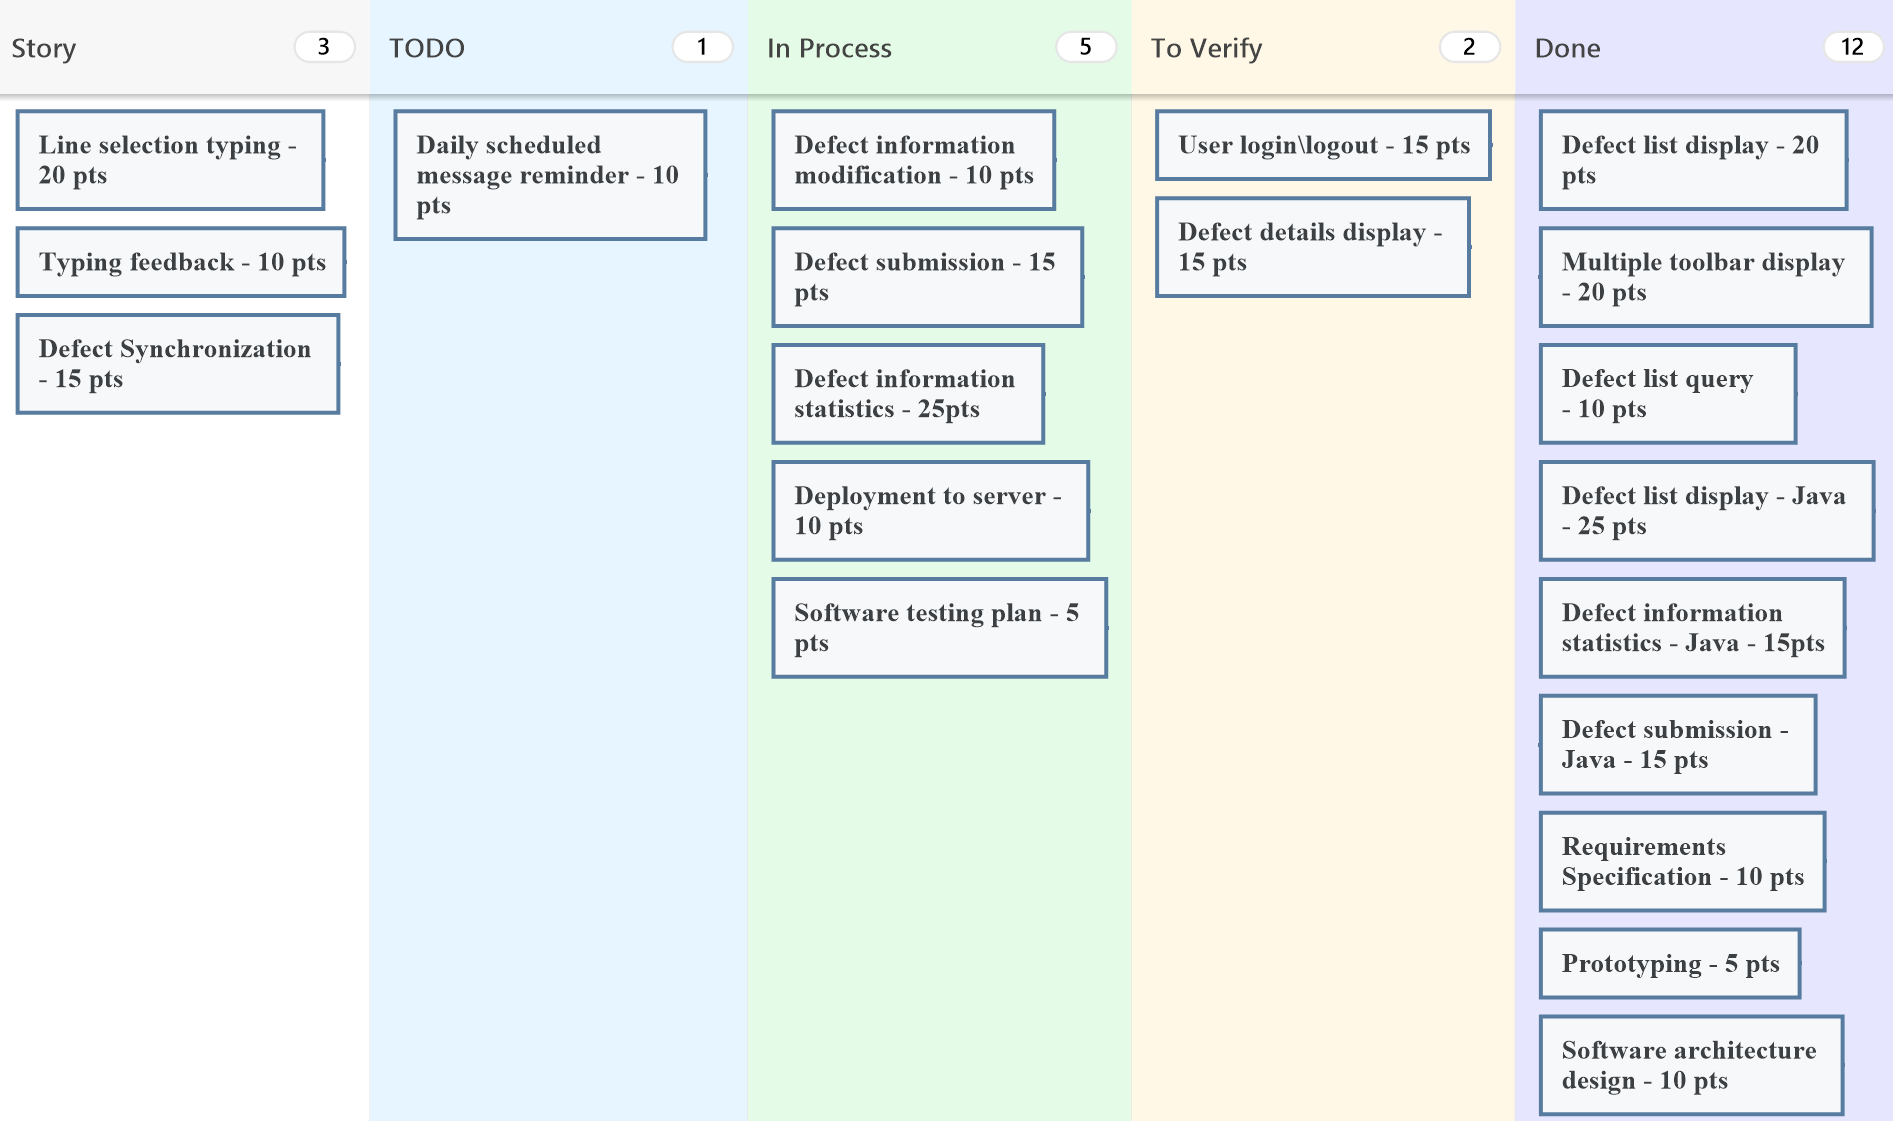 Story 3
TODO 1
In Process 5
To Verify 2
Done 12
Line selection typing -
20 pts
Typing feedback - 10 pts
Defect Synchronization
- 15 pts
Daily scheduled
message reminder - 10
pts
Defect information
modification - 10 pts
Defect submission - 15
pts
Defect information
statistics - 25pts
Deployment to server -
10 pts
Software testing plan - 5
pts
User login\logout - 15 pts
Defect details display -
15 pts
Defect list display - 20
pts
Multiple toolbar display
- 20 pts
Defect list query
- 10 pts
Defect list display - Java
- 25 pts
Defect information
statistics - Java - 15pts
Defect submission -
Java - 15 pts
Requirements
Specification - 10 pts
Prototyping - 5 pts
Software architecture
design - 10 pts